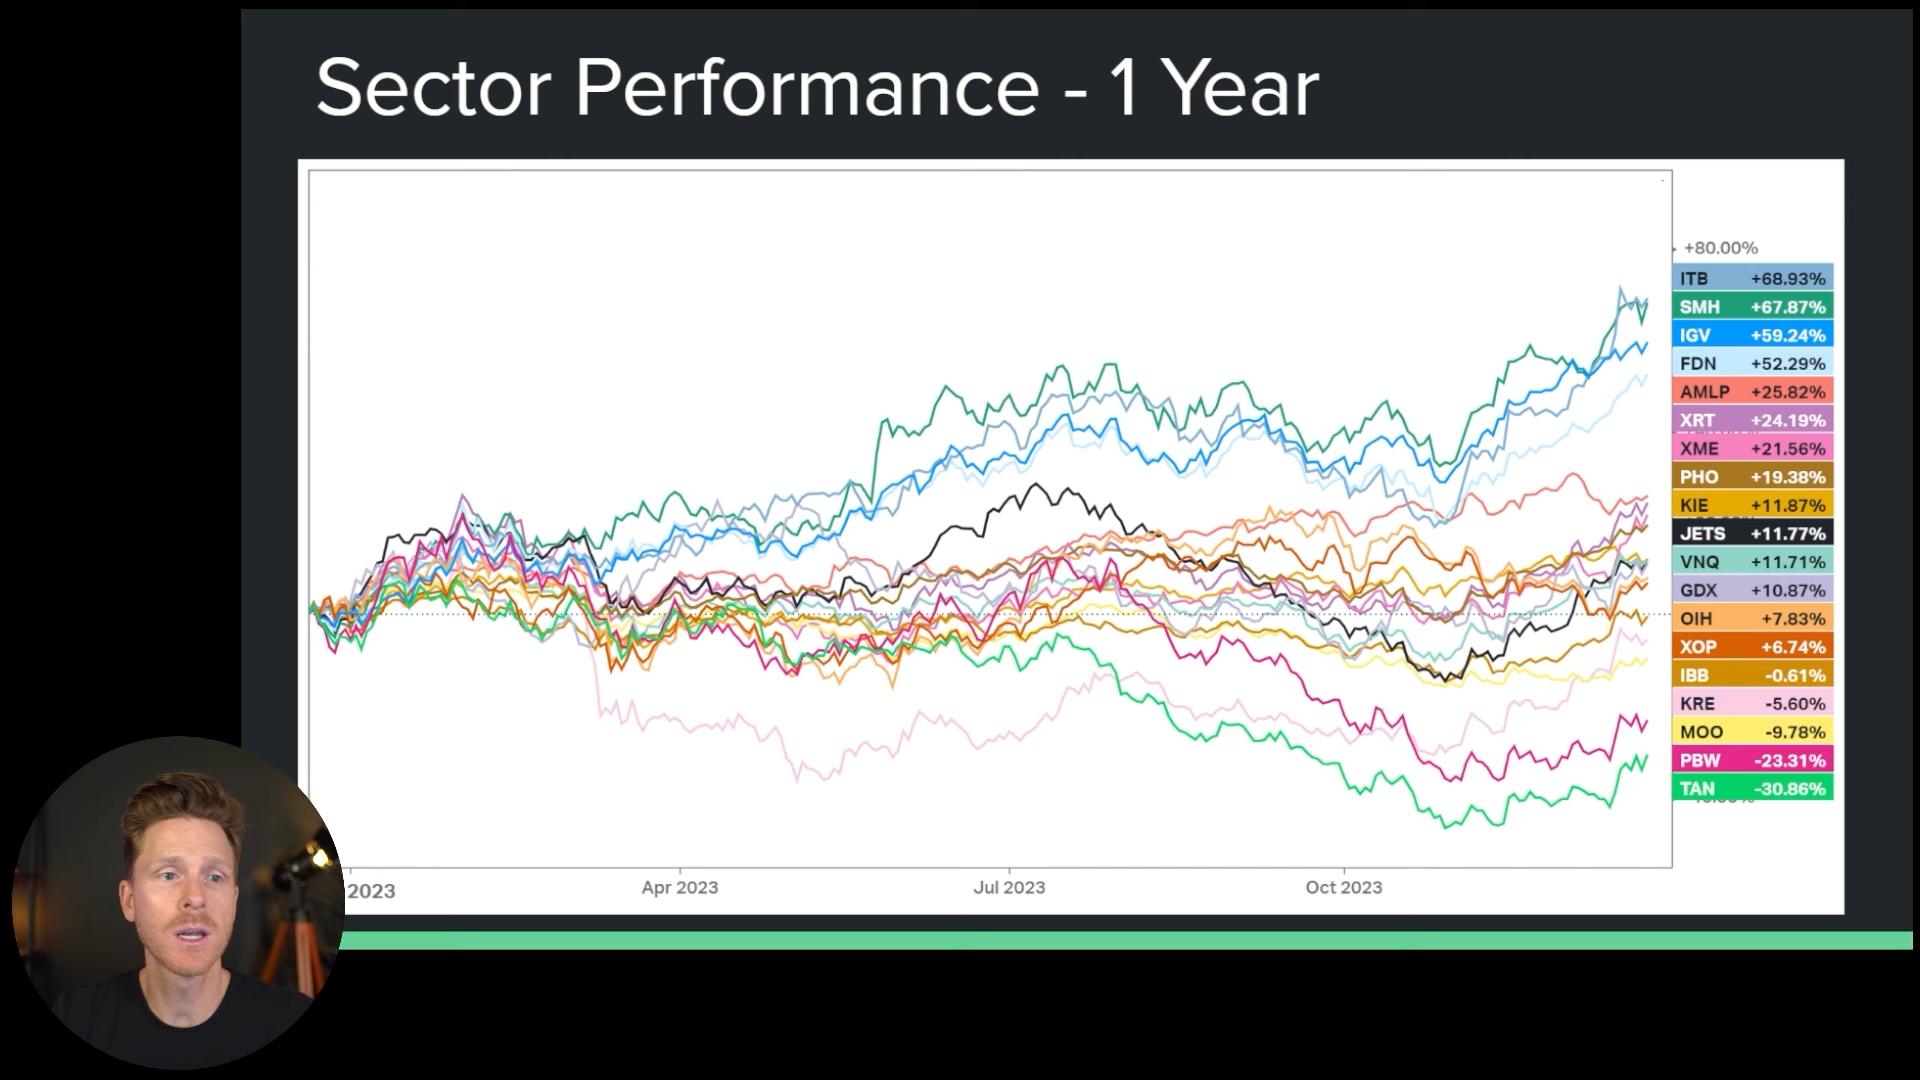 Sector Performance - 1 Year
+80.00%
ITB +68.93%
SMH +67.87%
IGV +59.24%
FDN +52.29%
AMLP +25.82%
XRT +24.19%
XME +21.56%
PHO +19.38%
KIE +11.87%
JETS +11.77%
VNQ +11.71%
GDX +10.87%
OIH +7.83%
XOP +6.74%
IBB -0.61%
KRE -5.60%
MOO -9.78%
PBW -23.31%
TAN -30.86%
2023 Apr 2023 Jul 2023 Oct 2023